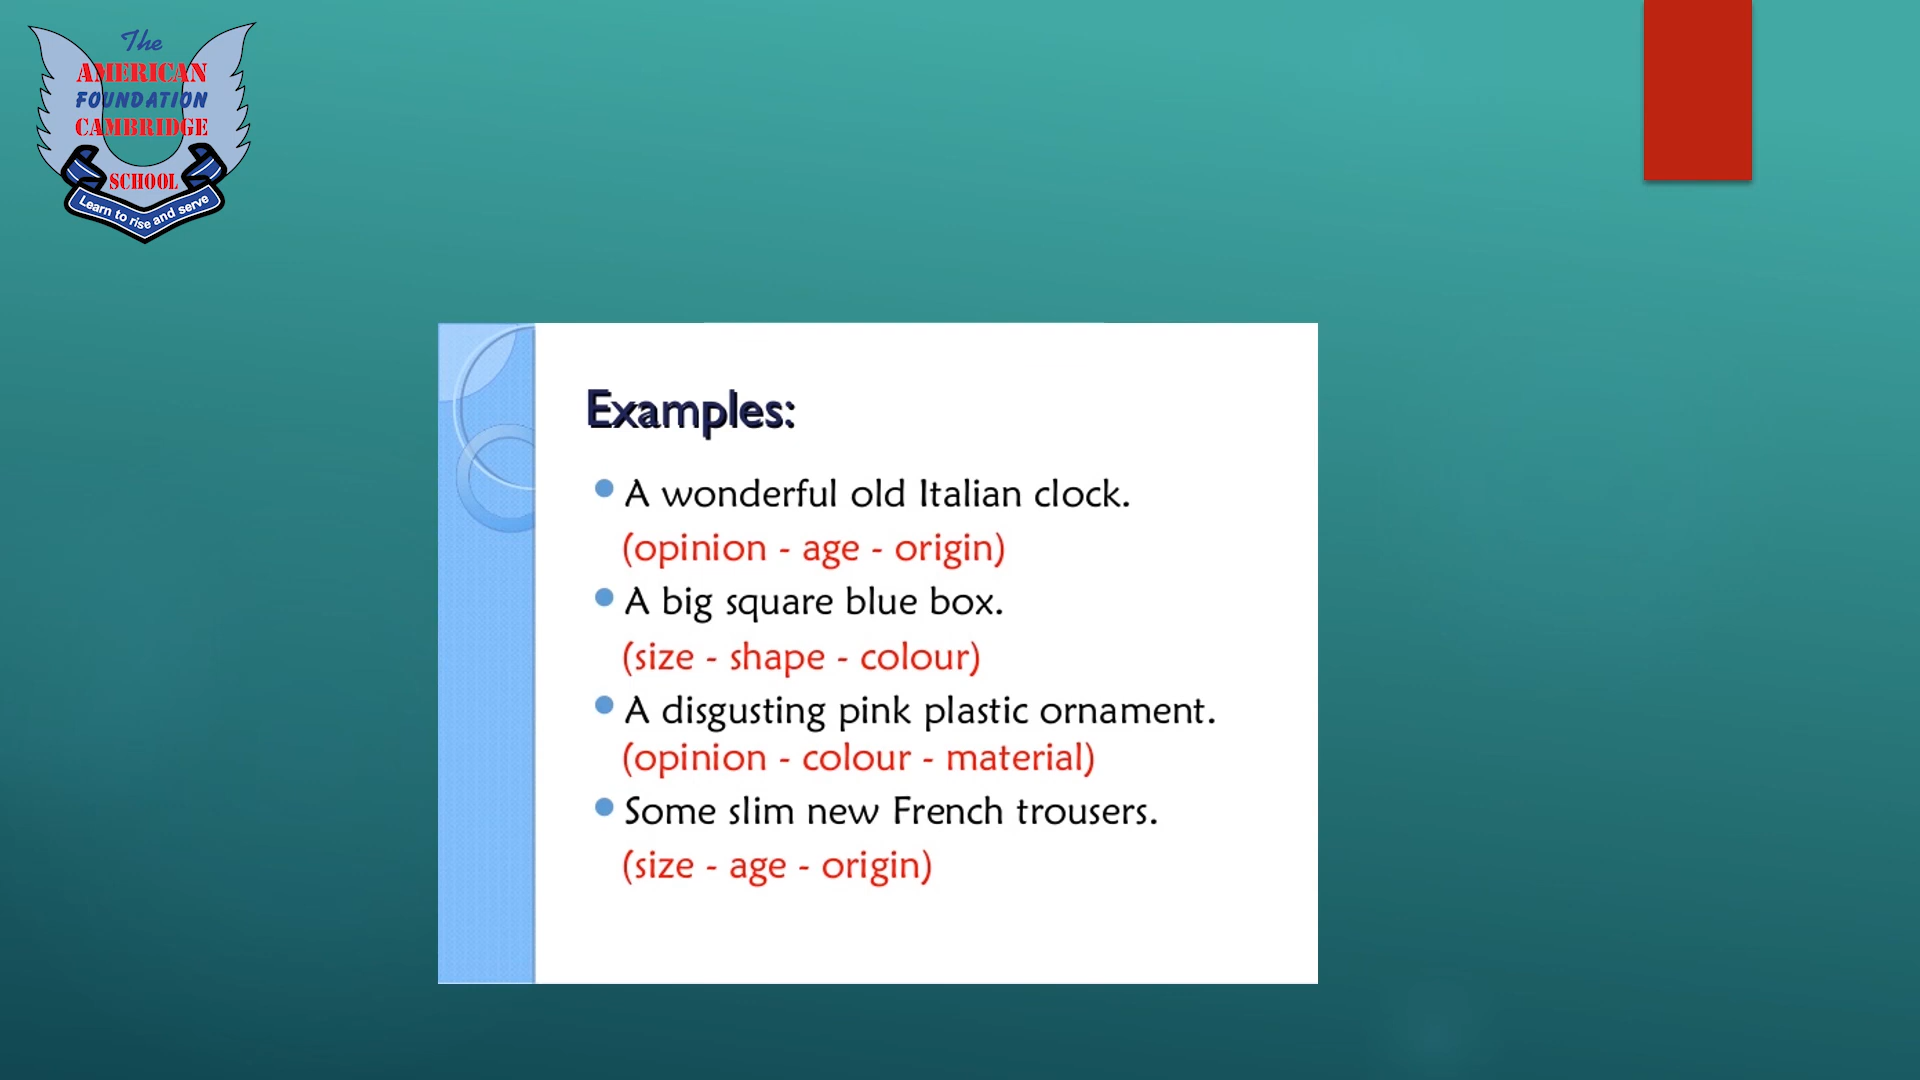 The
AMERICAN
FOUNDATION
CAMBRIDGE
SCHOOL
Learn to rise and serve
Examples:
A wonderful old Italian clock.
(opinion - age - origin)
A big square blue box.
(size - shape - colour)
A disgusting pink plastic ornament.
(opinion - colour - material)
Some slim new French trousers.
(size - age - origin)